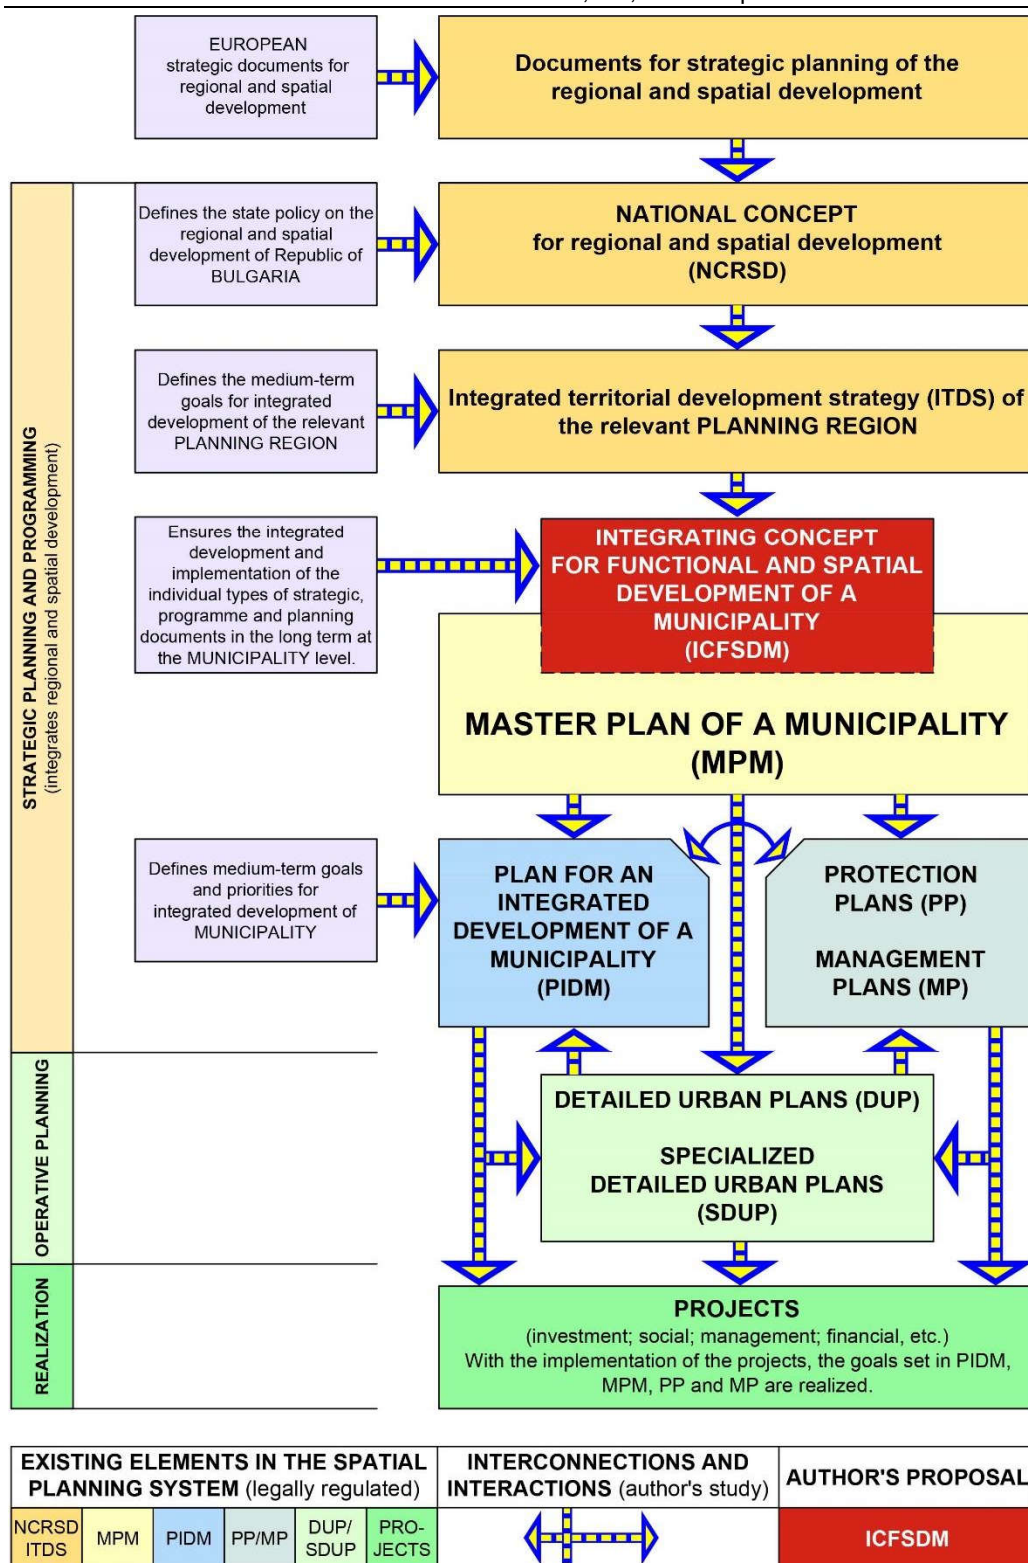 EUROPEAN
strategic documents for
regional and spatial
development
Documents for strategic planning of the
regional and spatial development
STRATEGIC PLANNING AND PROGRAMMING
(integrates regional and spatial development)
Defines the state policy on the
regional and spatial
development of Republic of
BULGARIA
NATIONAL CONCEPT
for regional and spatial development
(NCRSD)
Defines the medium-term
goals for integrated
development of the relevant
PLANNING REGION
Integrated territorial development strategy (ITDS) of
the relevant PLANNING REGION
Ensures the integrated
development and
implementation of the
individual types of strategic,
programme and planning
documents in the long term at
the MUNICIPALITY level.
INTEGRATING CONCEPT
FOR FUNCTIONAL AND SPATIAL
DEVELOPMENT OF A
MUNICIPALITY
(ICFSDM)
MASTER PLAN OF A MUNICIPALITY
(MPM)
Defines medium-term goals
and priorities for
integrated development of
MUNICIPALITY
PLAN FOR AN
INTEGRATED
DEVELOPMENT OF A
MUNICIPALITY
(PIDM)
PROTECTION
PLANS (PP)
MANAGEMENT
PLANS (MP)
OPERATIVE PLANNING
DETAILED URBAN PLANS (DUP)
SPECIALIZED
DETAILED URBAN PLANS
(SDUP)
REALIZATION
PROJECTS
(investment; social; management; financial, etc.)
With the implementation of the projects, the goals set in PIDM,
MPM, PP and MP are realized.
EXISTING ELEMENTS IN THE SPATIAL
PLANNING SYSTEM (legally regulated)
INTERCONNECTIONS AND
INTERACTIONS (author's study)
AUTHOR'S PROPOSAL
NCRSD
ITDS
MPM
PIDM
PP/MP
DUP/
SDUP
PRO-
JECTS
ICFSDM